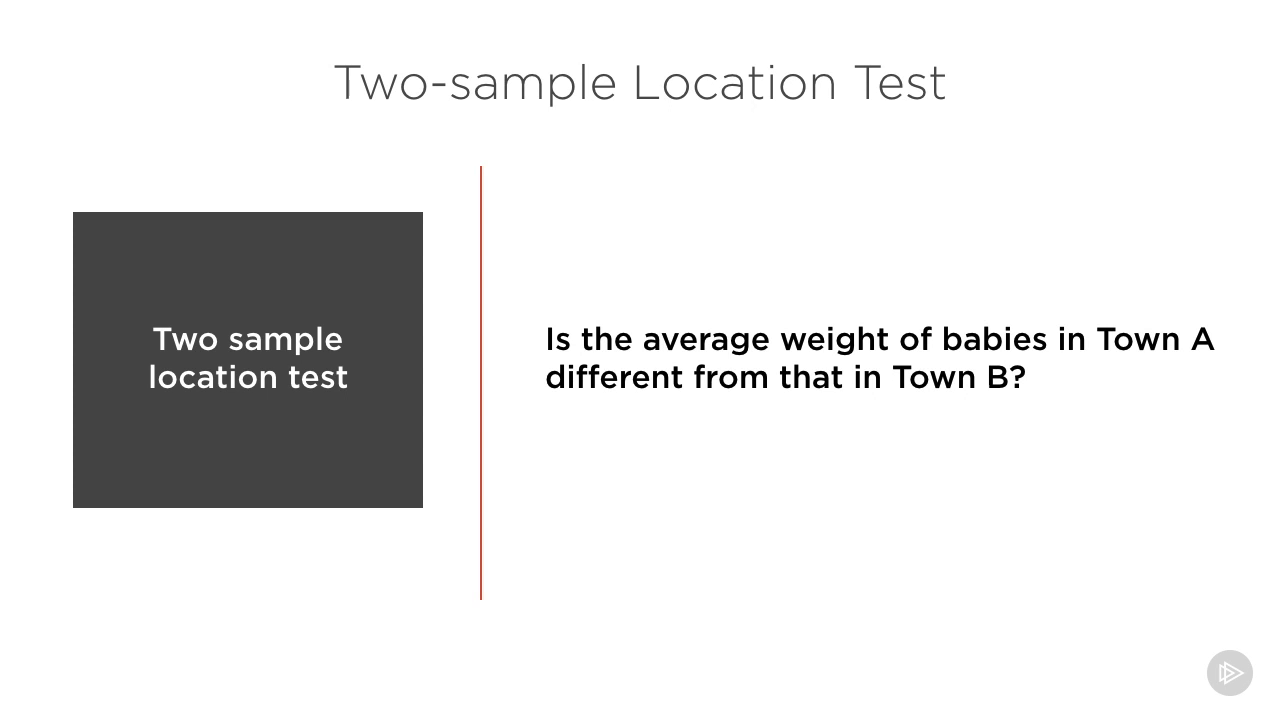 Two-sample Location Test
Two sample
location test
Is the average weight of babies in Town A
different from that in Town B?